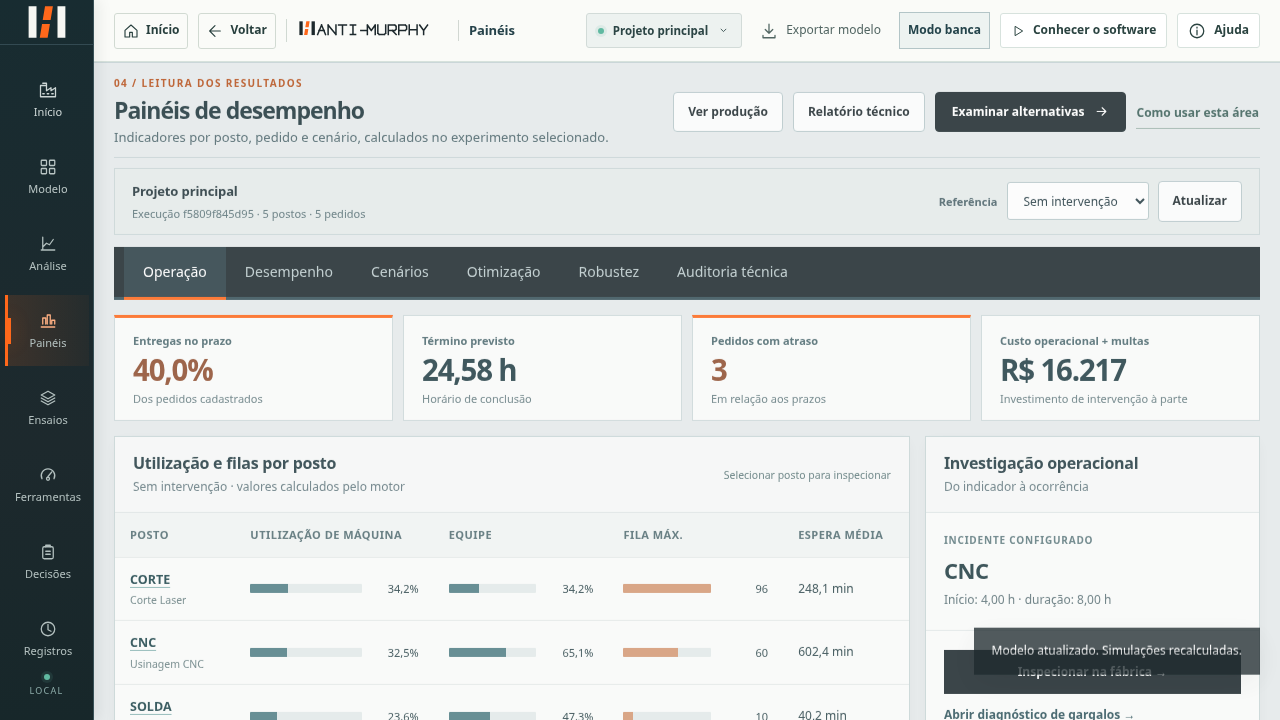 Início
Voltar
ANTI-MURPHY
Painéis
Projeto principal
Exportar modelo
Modo banca
Conhecer o software
Ajuda
Início
Modelo
Análise
Painéis
Ensaios
Ferramentas
Decisões
Registros
LOCAL
04 / LEITURA DOS RESULTADOS
Painéis de desempenho
Indicadores por posto, pedido e cenário, calculados no experimento selecionado.
Ver produção
Relatório técnico
Examinar alternativas →
Como usar esta área
Projeto principal
Execução f5809f845d95 · 5 postos · 5 pedidos
Referência
Sem intervenção
Atualizar
Operação
Desempenho
Cenários
Otimização
Robustez
Auditoria técnica
Entregas no prazo
40,0%
Dos pedidos cadastrados
Término previsto
24,58 h
Horário de conclusão
Pedidos com atraso
3
Em relação aos prazos
Custo operacional + multas
R$ 16.217
Investimento de intervenção à parte
Utilização e filas por posto
Sem intervenção · valores calculados pelo motor
Selecionar posto para inspecionar
POSTO UTILIZAÇÃO DE MÁQUINA EQUIPE FILA MÁX. ESPERA MÉDIA
CORTE 34,2% 34,2% 96 248,1 min
Corte Laser
CNC 32,5% 65,1% 60 602,4 min
Usinagem CNC
SOLDA 23,6% 47,3% 10 40,2 min
Investigação operacional
Do indicador à ocorrência
INCIDENTE CONFIGURADO
CNC
Início: 4,00 h · duração: 8,00 h
Modelo atualizado. Simulações recalculadas.
Inspecionar na fábrica →
Abrir diagnóstico de gargalos →